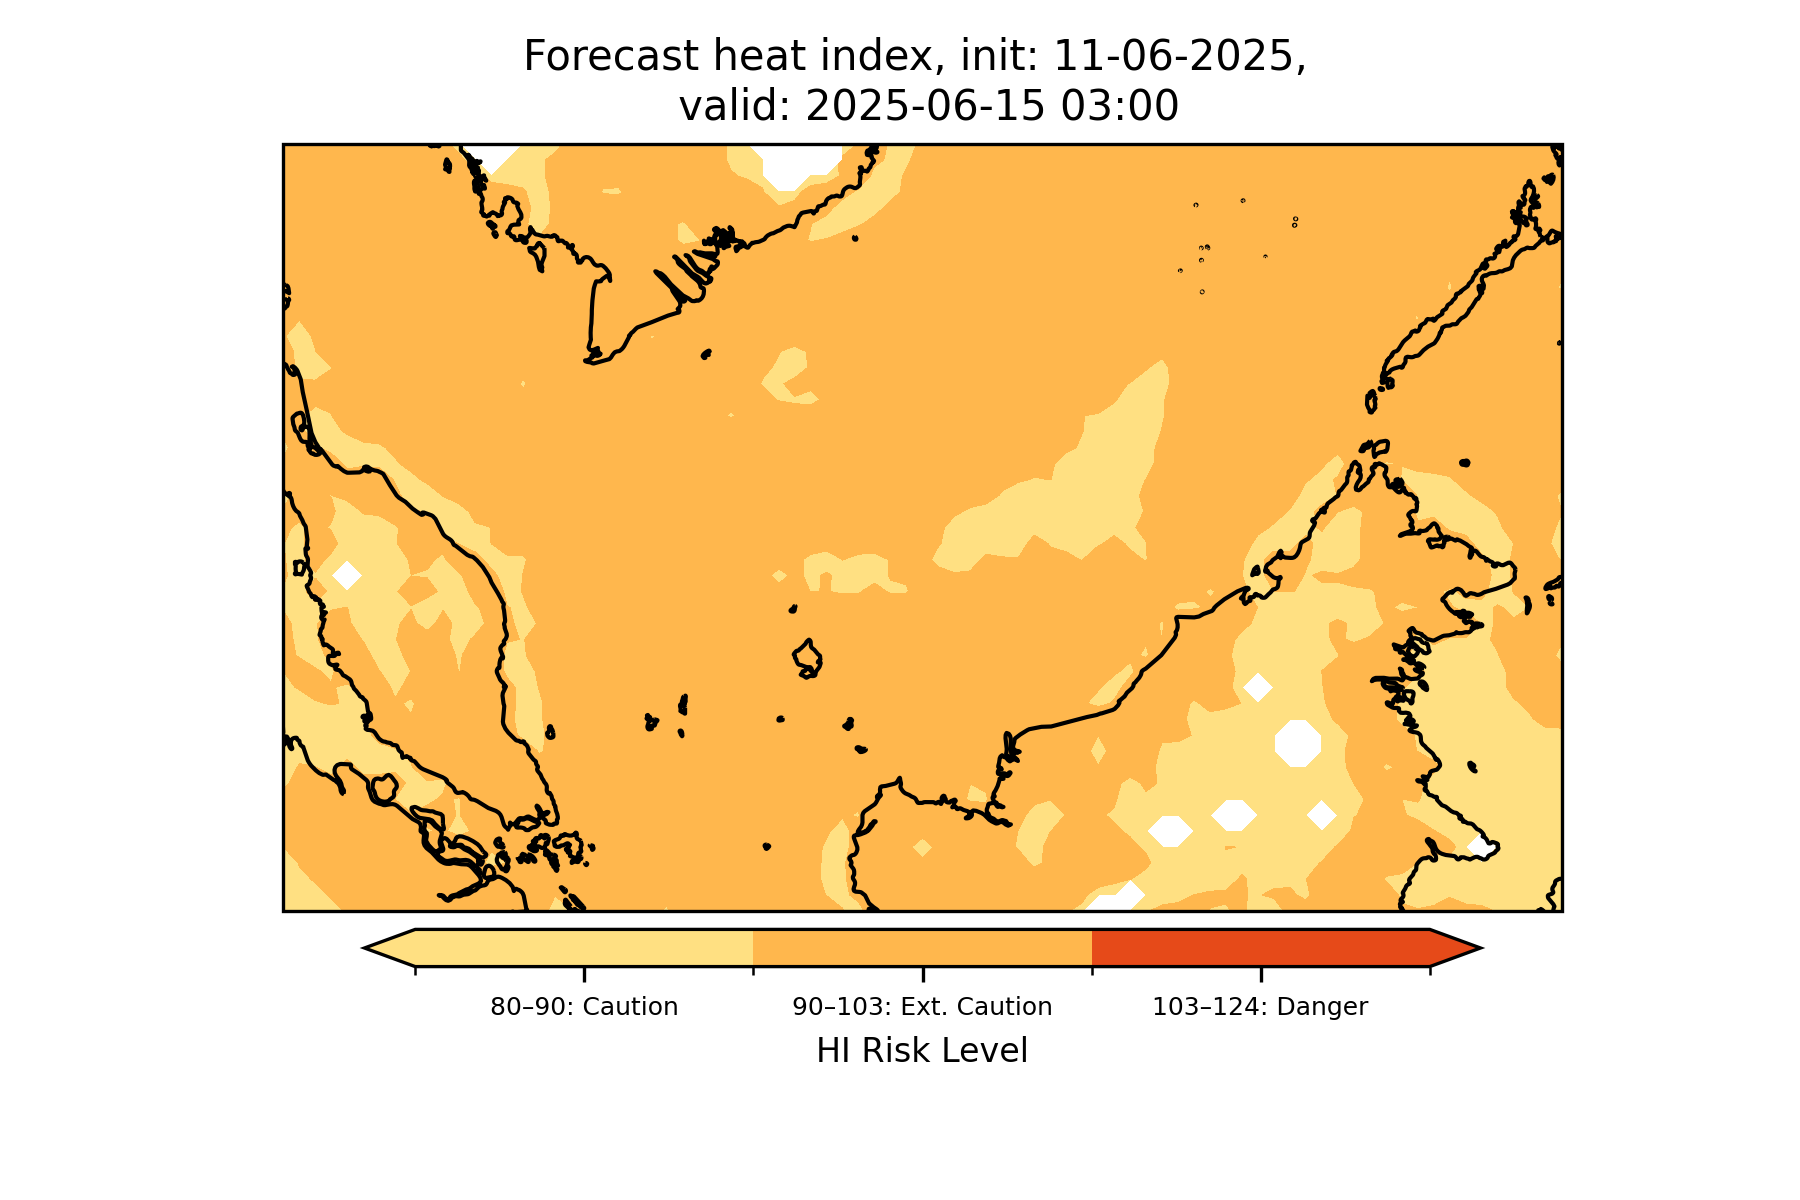 Forecast heat index, init: 11-06-2025,
valid: 2025-06-15 03:00
80–90: Caution
90–103: Ext. Caution
103–124: Danger
HI Risk Level